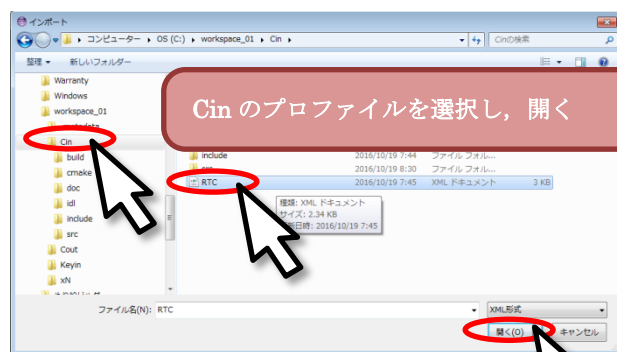 インポート
コンピューター ▸ OS (C:) ▸ workspace_01 ▸ Cin ▸
Cinの検索
整理 新しいフォルダー
Warranty
Windows
workspace_01
Cin のプロファイルを選択し，開く
Cin
build
cmake
doc
idl
include
src
Cout
Keyin
xN
include 2016/10/19 7:44 ファイル フォル...
src 2016/10/19 8:30 ファイル フォル...
RTC 2016/10/19 7:45 XML ドキュメント 3 KB
種類: XML ドキュメント
サイズ: 2.34 KB
2016/10/19 7:45
ファイル名(N): RTC
XML形式
開く(O) キャンセル